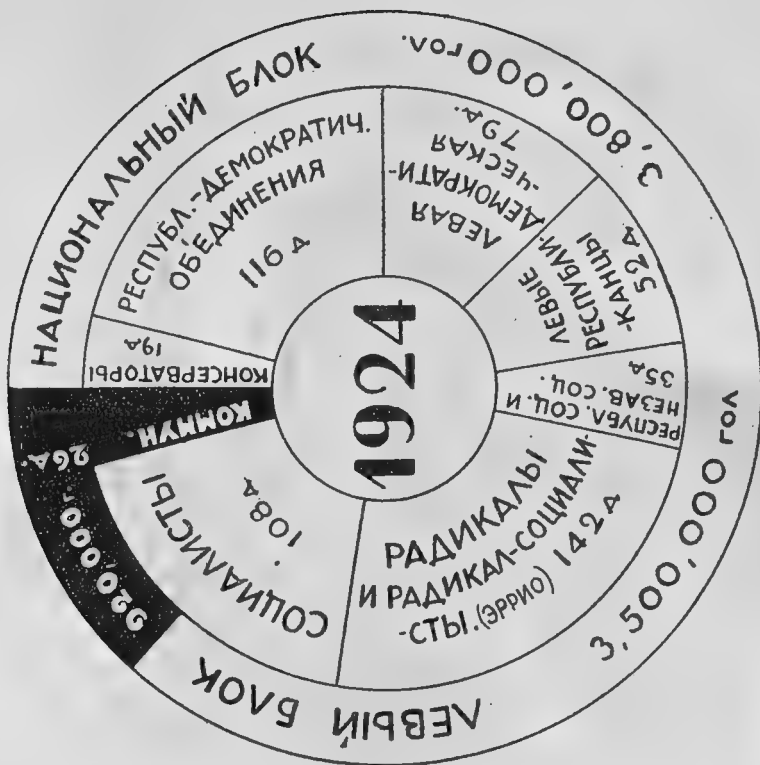 НАЦИОНАЛЬНЫЙ БЛОК
3,800,000 гол.
РЕСПУБЛ.-ДЕМОКРАТИЧ.
ОБ'ЕДИНЕНИЯ
116 д
ЛЕВАЯ
ДЕМОКРАТИ-
-ЧЕСКАЯ
79 д.
ЛЕВЫЕ
РЕСПУБЛИ-
-КАНЦЫ
52 д.
КОНСЕРВАТОРЫ
19 д
1924
РЕСПУБЛ. СОЦ. И
НЕЗАВ. СОЦ.
35 д
КОММУН.
26 д.
920,000 г
СОЦИАЛИСТЫ
108 д
РАДИКАЛЫ
И РАДИКАЛ-СОЦИАЛИ-
-СТЫ. (ЭРРИО) 142 д
ЛЕВЫЙ БЛОК
3,500,000 гол